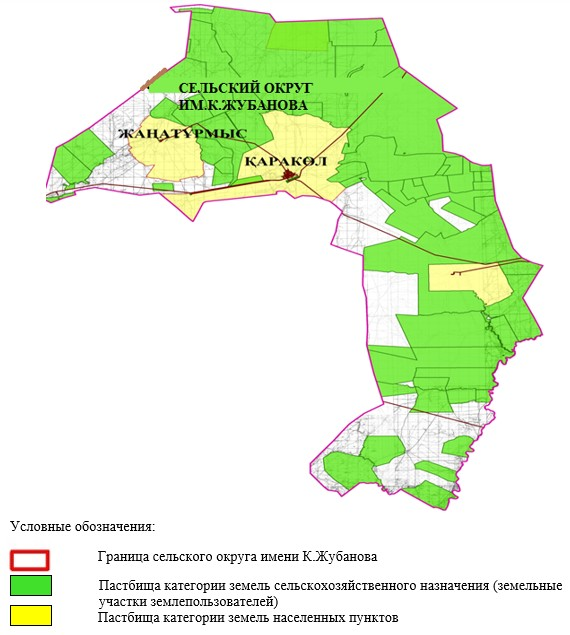 СЕЛЬСКИЙ ОКРУГ
ИМ.К.ЖУБАНОВА
ЖАҢАТҰРМЫС
ҚАРАКӨЛ
Условные обозначения:
Граница сельского округа имени К.Жубанова
Пастбища категории земель сельскохозяйственного назначения (земельные
участки землепользователей)
Пастбища категории земель населенных пунктов